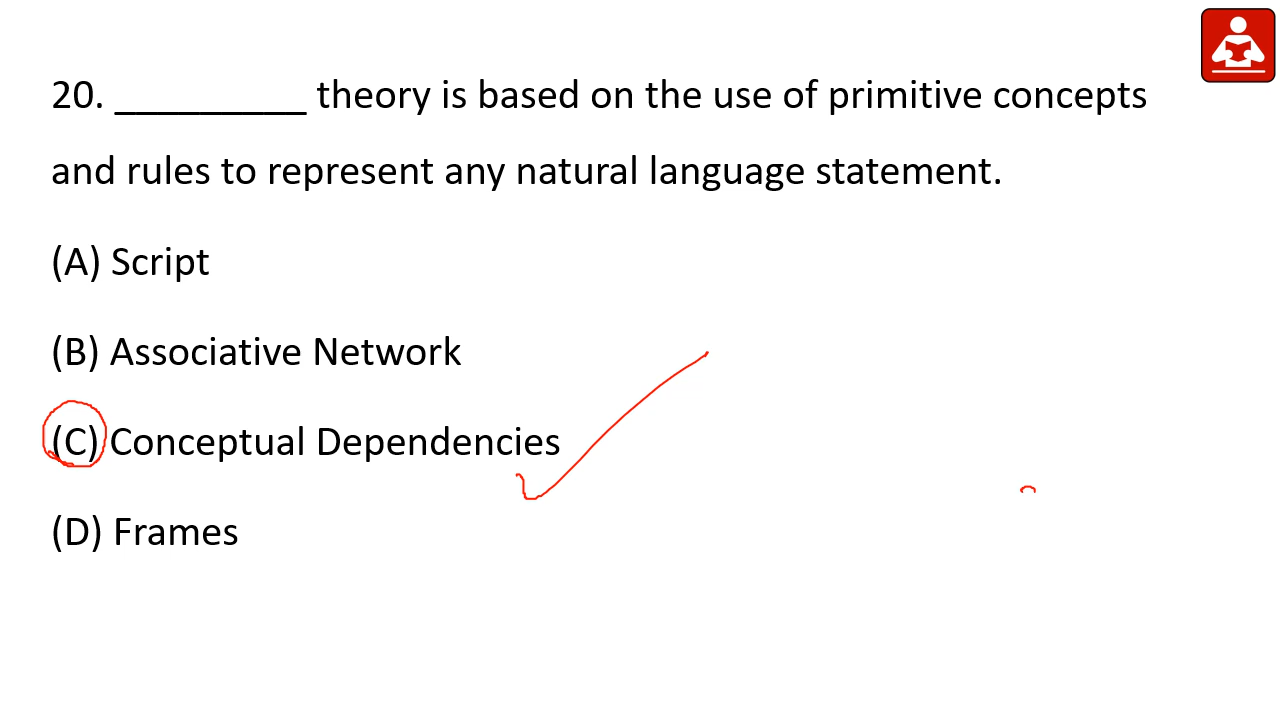 20. _________ theory is based on the use of primitive concepts
and rules to represent any natural language statement.
(A) Script
(B) Associative Network
(C) Conceptual Dependencies
(D) Frames